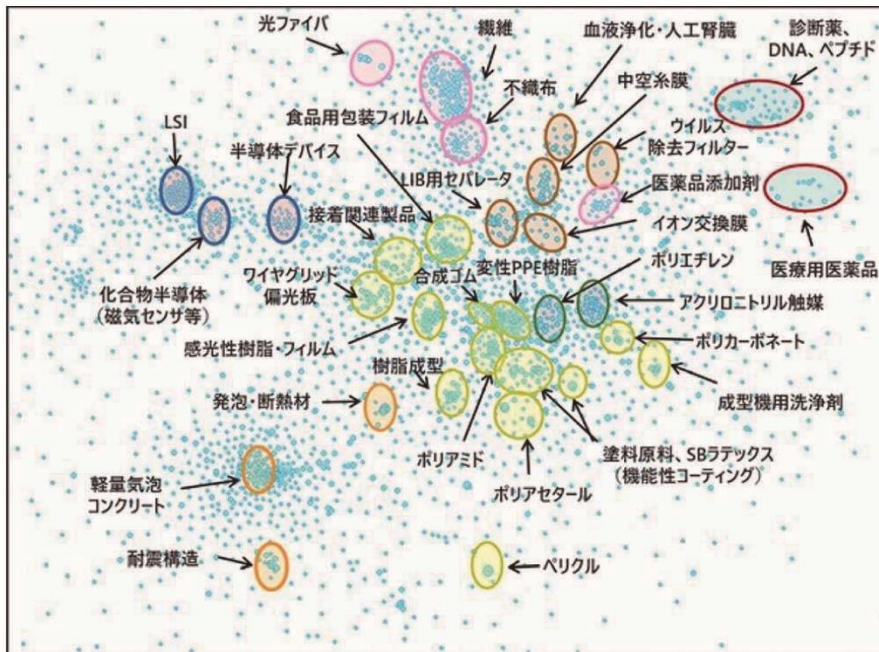 光ファイバ
繊維
血液浄化・人工腎臓
診断薬、
DNA、ペプチド
中空糸膜
不織布
食品用包装フィルム
LSI
半導体デバイス
ウイルス
除去フィルター
LIB用セパレータ
医薬品添加剤
接着関連製品
イオン交換膜
ワイヤグリッド
偏光板
合成ゴム
変性PPE樹脂
ポリエチレン
医療用医薬品
化合物半導体
（磁気センサ等）
アクリロニトリル触媒
感光性樹脂・フィルム
ポリカーボネート
樹脂成型
発泡・断熱材
成型機用洗浄剤
ポリアミド
塗料原料、SBラテックス
（機能性コーティング）
ポリアセタール
軽量気泡
コンクリート
耐震構造
ペリクル